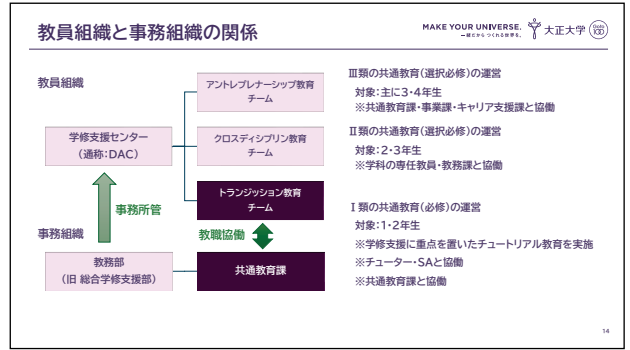 教員組織と事務組織の関係
MAKE YOUR UNIVERSE.
一緒だから つくれる世界を。
大正大学
100
教員組織
アントレプレナーシップ教育
チーム
Ⅲ類の共通教育(選択必修)の運営
対象:主に3・4年生
※共通教育課・事業課・キャリア支援課と協働
学修支援センター
(通称:DAC)
クロスディシプリン教育
チーム
Ⅱ類の共通教育(選択必修)の運営
対象:2・3年生
※学科の専任教員・教務課と協働
トランジッション教育
チーム
Ⅰ類の共通教育(必修)の運営
対象:1・2年生
※学修支援に重点を置いたチュートリアル教育を実施
※チューター・SAと協働
※共通教育課と協働
事務所管
教職協働
事務組織
教務部
(旧 総合学修支援部)
共通教育課
14